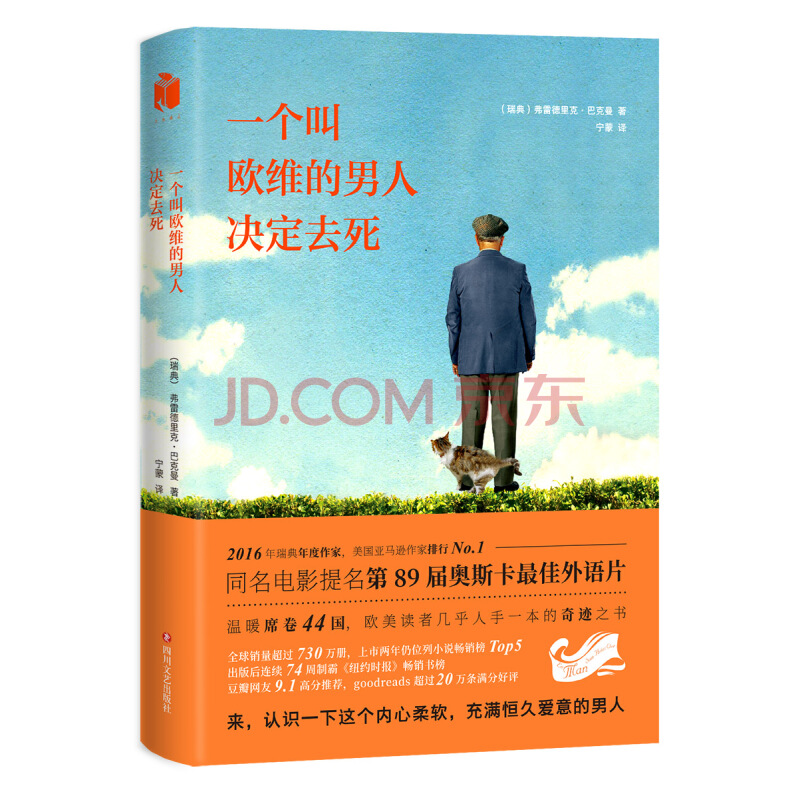 一个叫
欧维的男人
决定去死
（瑞典）弗雷德里克·巴克曼 著
宁蒙 译
一个叫欧维的男人
决定去死
（瑞典） 弗雷德里克·巴克曼 著
宁蒙 译
四川文艺出版社
JD.COM 京东
2016年瑞典年度作家，美国亚马逊作家排行No.1
同名电影提名第89届奥斯卡最佳外语片
温暖席卷44国，欧美读者几乎人手一本的奇迹之书
全球销量超过730万册，上市两年仍位列小说畅销榜Top5
出版后连续74周制霸《纽约时报》畅销书榜
豆瓣网友9.1高分推荐，goodreads超过20万条满分好评
Man
来，认识一下这个内心柔软，充满恒久爱意的男人